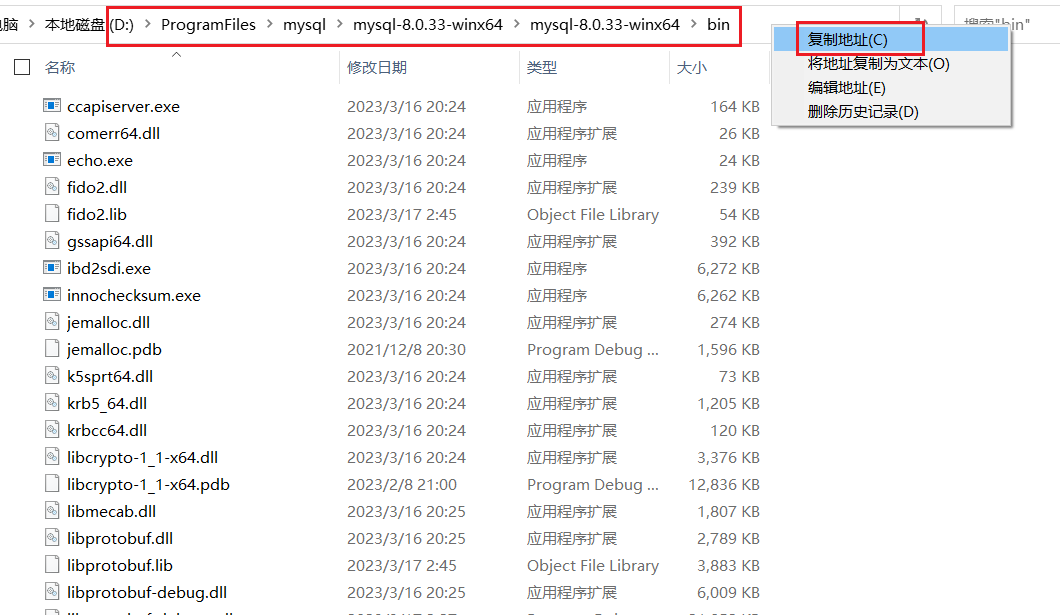 电脑 > 本地磁盘 (D:) > ProgramFiles > mysql > mysql-8.0.33-winx64 > mysql-8.0.33-winx64 > bin
搜索"bin"
复制地址(C)
将地址复制为文本(O)
编辑地址(E)
删除历史记录(D)
名称 修改日期 类型 大小
ccapiserver.exe 2023/3/16 20:24 应用程序 164 KB
comerr64.dll 2023/3/16 20:24 应用程序扩展 26 KB
echo.exe 2023/3/16 20:24 应用程序 24 KB
fido2.dll 2023/3/16 20:24 应用程序扩展 239 KB
fido2.lib 2023/3/17 2:45 Object File Library 54 KB
gssapi64.dll 2023/3/16 20:24 应用程序扩展 392 KB
ibd2sdi.exe 2023/3/16 20:24 应用程序 6,272 KB
innochecksum.exe 2023/3/16 20:24 应用程序 6,262 KB
jemalloc.dll 2023/3/16 20:24 应用程序扩展 274 KB
jemalloc.pdb 2021/12/8 20:30 Program Debug ... 1,596 KB
k5sprt64.dll 2023/3/16 20:24 应用程序扩展 73 KB
krb5_64.dll 2023/3/16 20:24 应用程序扩展 1,205 KB
krbcc64.dll 2023/3/16 20:24 应用程序扩展 120 KB
libcrypto-1_1-x64.dll 2023/3/16 20:24 应用程序扩展 3,376 KB
libcrypto-1_1-x64.pdb 2023/2/8 21:00 Program Debug ... 12,836 KB
libmecab.dll 2023/3/16 20:25 应用程序扩展 1,807 KB
libprotobuf.dll 2023/3/16 20:25 应用程序扩展 2,789 KB
libprotobuf.lib 2023/3/17 2:45 Object File Library 3,883 KB
libprotobuf-debug.dll 2023/3/16 20:25 应用程序扩展 6,009 KB